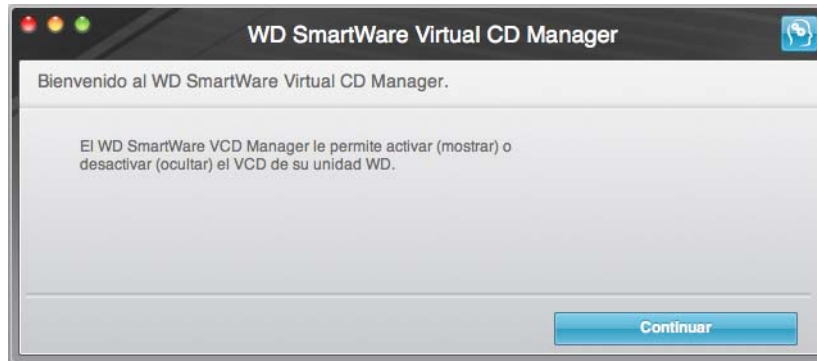 WD SmartWare Virtual CD Manager
Bienvenido al WD SmartWare Virtual CD Manager.
El WD SmartWare VCD Manager le permite activar (mostrar) o
desactivar (ocultar) el VCD de su unidad WD.
Continuar